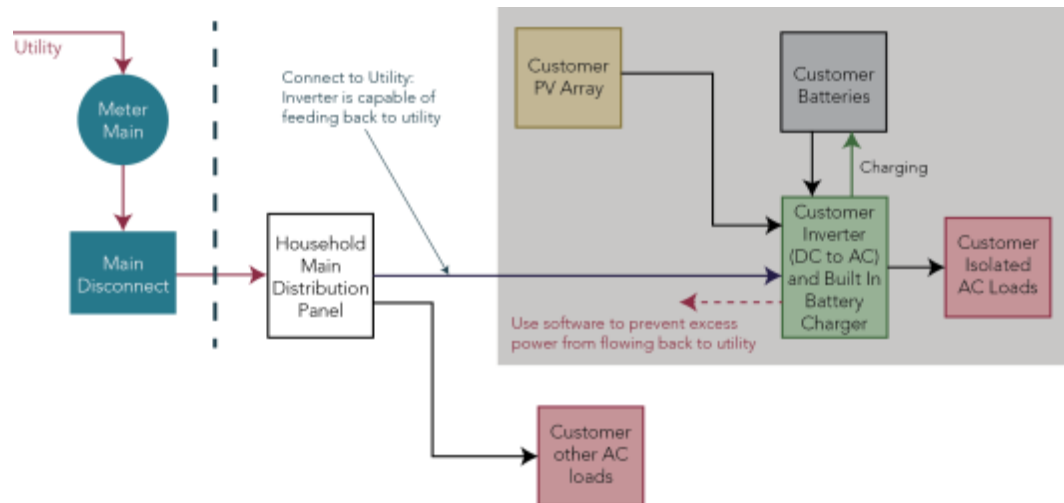 Utility
Meter
Main
Main
Disconnect
Connect to Utility:
Inverter is capable of
feeding back to utility
Household
Main
Distribution
Panel
Customer
PV Array
Customer
Batteries
Charging
Customer
Inverter
(DC to AC)
and Built In
Battery
Charger
Customer
Isolated
AC Loads
Use software to prevent excess
power from flowing back to utility
Customer
other AC
loads